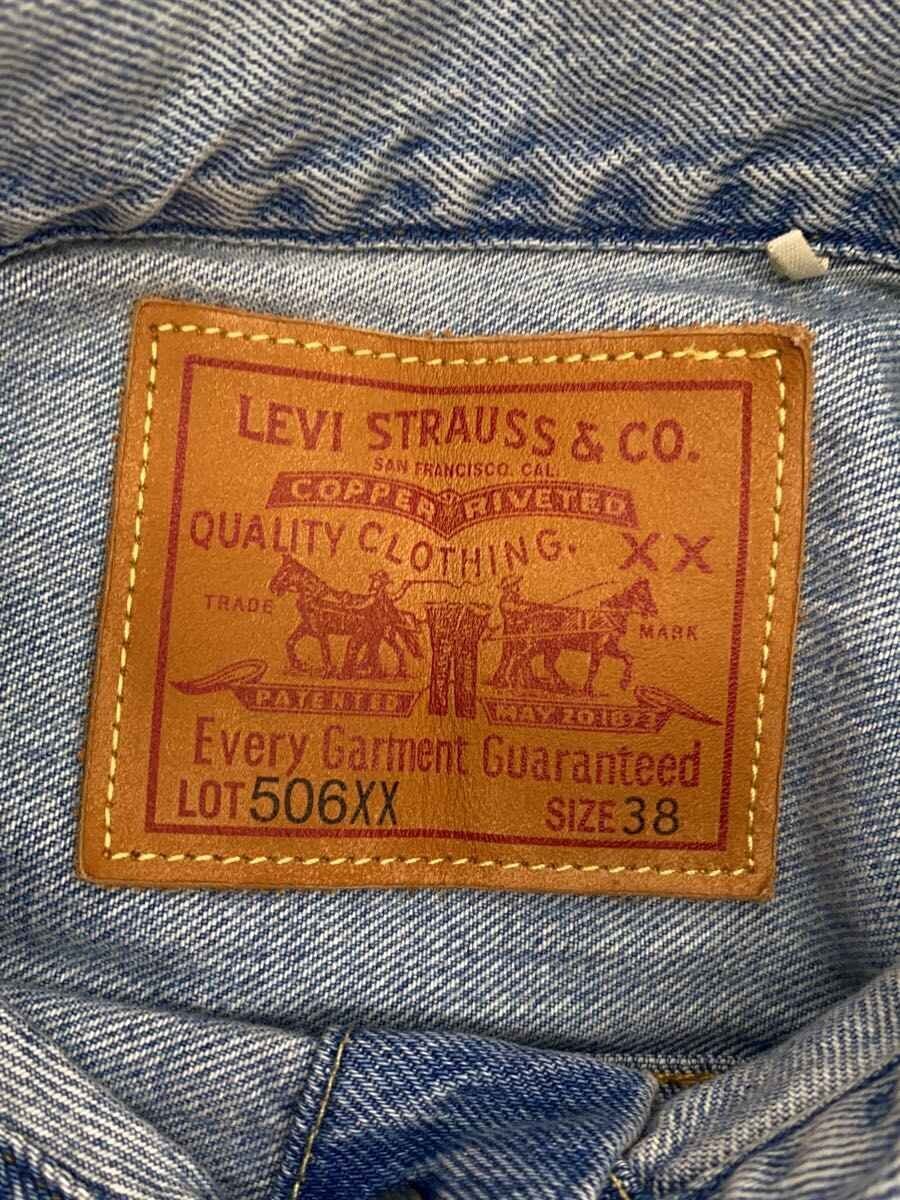 LEVI STRAUSS & CO.
SAN FRANCISCO, CAL.
COPPER RIVETED
QUALITY CLOTHING. XX
TRADE MARK
PATENTED MAY 20 1873
Every Garment Guaranteed
LOT 506XX SIZE 38